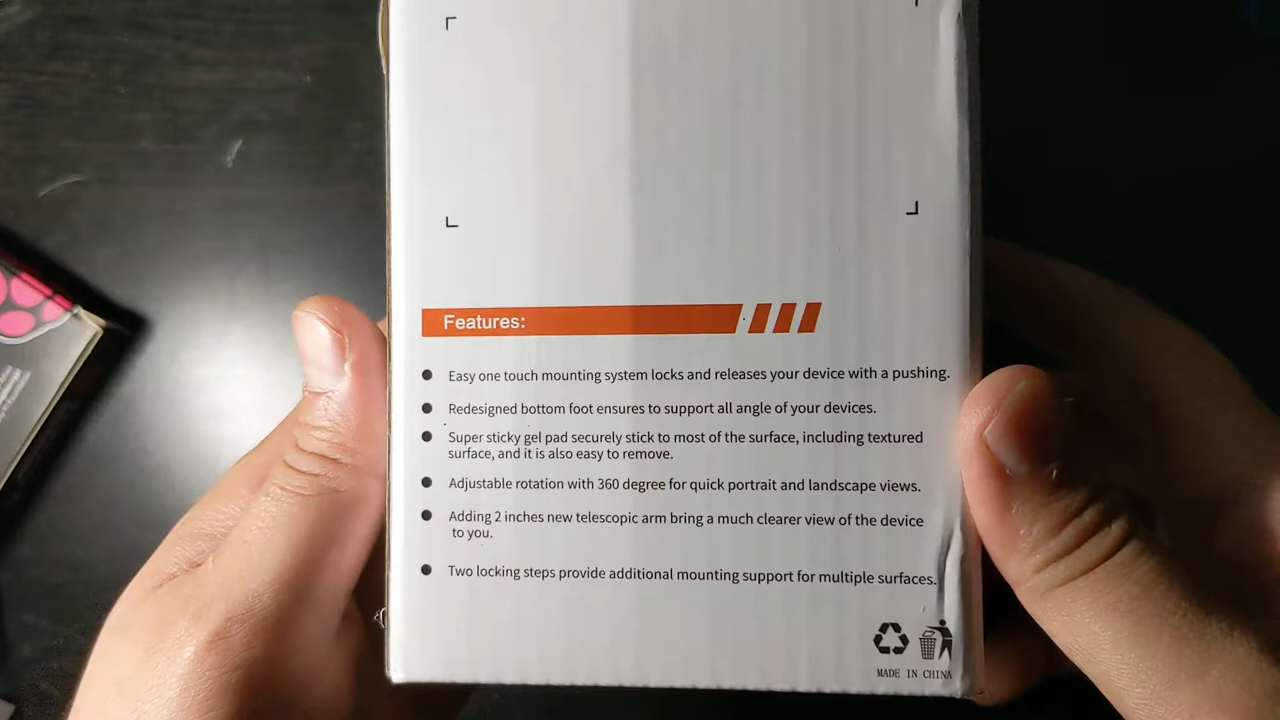 Features:
Easy one touch mounting system locks and releases your device with a pushing.
Redesigned bottom foot ensures to support all angle of your devices.
Super sticky gel pad securely stick to most of the surface, including textured
surface, and it is also easy to remove.
Adjustable rotation with 360 degree for quick portrait and landscape views.
Adding 2 inches new telescopic arm bring a much clearer view of the device
to you.
Two locking steps provide additional mounting support for multiple surfaces.
MADE IN CHINA